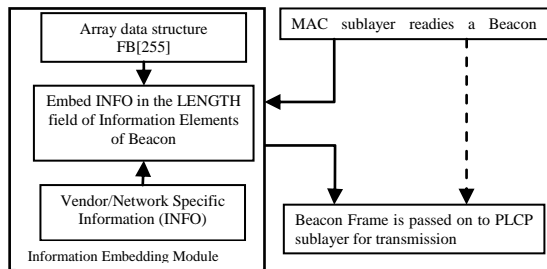 Array data structure
FB[255]
MAC sublayer readies a Beacon
Embed INFO in the LENGTH
field of Information Elements
of Beacon
Vendor/Network Specific
Information (INFO)
Beacon Frame is passed on to PLCP
sublayer for transmission
Information Embedding Module